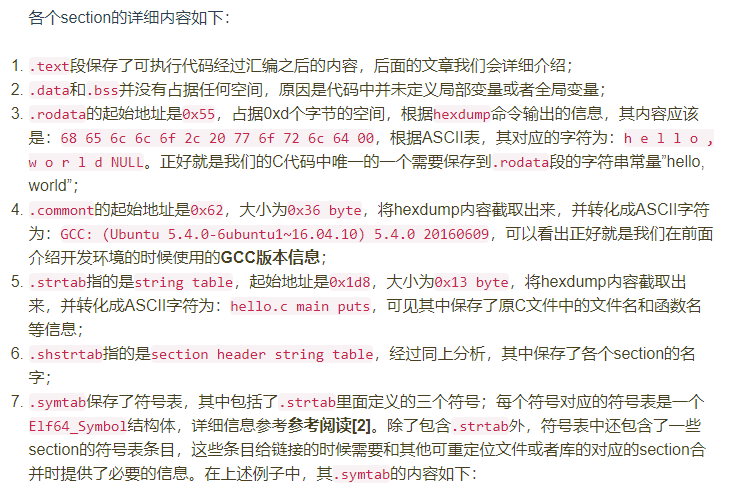 各个section的详细内容如下：
1. .text段保存了可执行代码经过汇编之后的内容，后面的文章我们会详细介绍；
2. .data和.bss并没有占据任何空间，原因是代码中并未定义局部变量或者全局变量；
3. .rodata的起始地址是0x55，占据0xd个字节的空间，根据hexdump命令输出的信息，其内容应该
是：68 65 6c 6c 6f 2c 20 77 6f 72 6c 64 00，根据ASCII表，其对应的字符为：h e l l o ,
w o r l d NULL。正好就是我们的C代码中唯一的一个需要保存到.rodata段的字符串常量”hello,
world”；
4. .commont的起始地址是0x62，大小为0x36 byte，将hexdump内容截取出来，并转化成ASCII字符
为：GCC: (Ubuntu 5.4.0-6ubuntu1~16.04.10) 5.4.0 20160609，可以看出正好就是我们在前面
介绍开发环境的时候使用的GCC版本信息；
5. .strtab指的是string table，起始地址是0x1d8，大小为0x13 byte，将hexdump内容截取出
来，并转化成ASCII字符为：hello.c main puts，可见其中保存了原C文件中的文件名和函数名
等信息；
6. .shstrtab指的是section header string table，经过同上分析，其中保存了各个section的名
字；
7. .symtab保存了符号表，其中包括了.strtab里面定义的三个符号；每个符号对应的符号表是一个
Elf64_Symbol结构体，详细信息参考参考阅读[2]。除了包含.strtab外，符号表中还包含了一些
section的符号表条目，这些条目给链接的时候需要和其他可重定位文件或者库的对应的section合
并时提供了必要的信息。在上述例子中，其.symtab的内容如下：